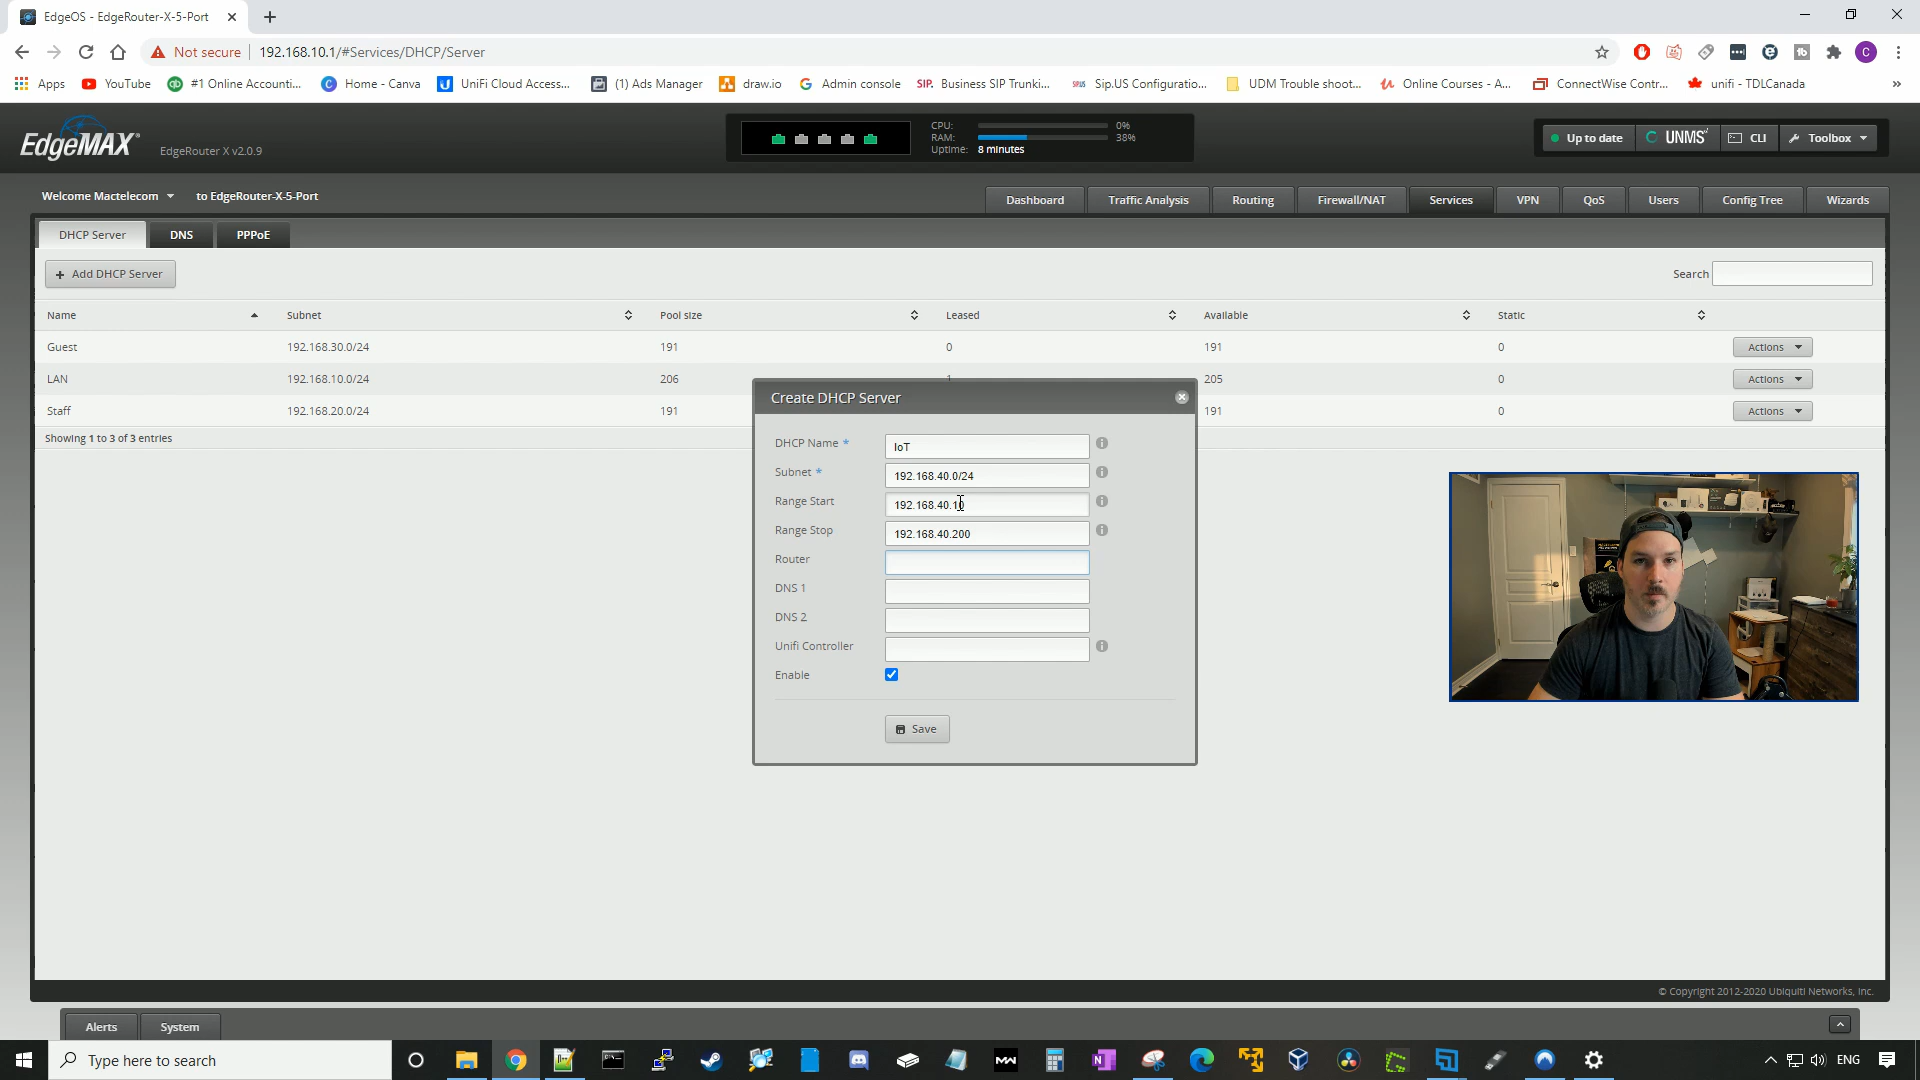 EdgeOS - EdgeRouter-X-5-Port
Not secure 192.168.10.1/#Services/DHCP/Server
Apps YouTube #1 Online Accounti... Home - Canva UniFi Cloud Access... (1) Ads Manager draw.io Admin console SIP. Business SIP Trunki... Sip.US Configuratio... UDM Trouble shoot... Online Courses - A... ConnectWise Contr... unifi - TDLCanada »
EdgeMAX EdgeRouter X v2.0.9
CPU: 0%
RAM: 38%
Uptime: 8 minutes
Up to date UNMS CLI Toolbox
Welcome Mactelecom to EdgeRouter-X-5-Port
Dashboard Traffic Analysis Routing Firewall/NAT Services VPN QoS Users Config Tree Wizards
DHCP Server DNS PPPoE
+ Add DHCP Server
Search
Name Subnet Pool size Leased Available Static
Guest 192.168.30.0/24 191 0 191 0 Actions
LAN 192.168.10.0/24 206 1 205 0 Actions
Staff 192.168.20.0/24 191 191 0 Actions
Showing 1 to 3 of 3 entries
Create DHCP Server
DHCP Name * IoT
Subnet * 192.168.40.0/24
Range Start 192.168.40.10
Range Stop 192.168.40.200
Router
DNS 1
DNS 2
Unifi Controller
Enable
Save
© Copyright 2012-2020 Ubiquiti Networks, Inc.
Alerts System
Type here to search
ENG